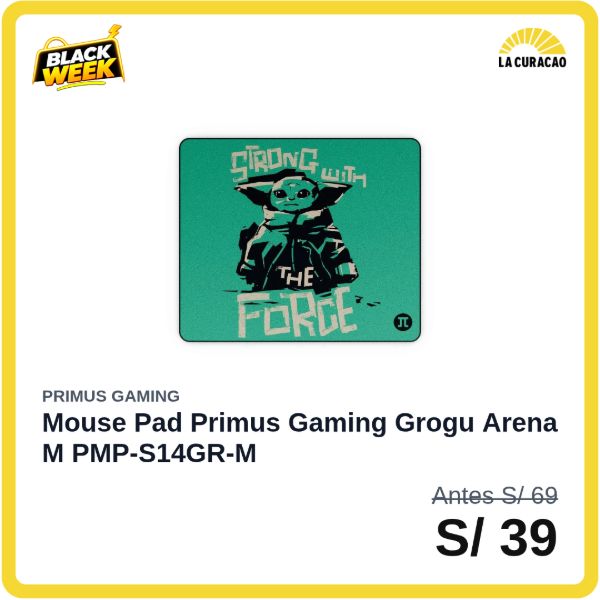 BLACK
WEEK
LA CURACAO
STRONG WITH
THE
FORCE
PRIMUS GAMING
Mouse Pad Primus Gaming Grogu Arena
M PMP-S14GR-M
Antes S/ 69
S/ 39